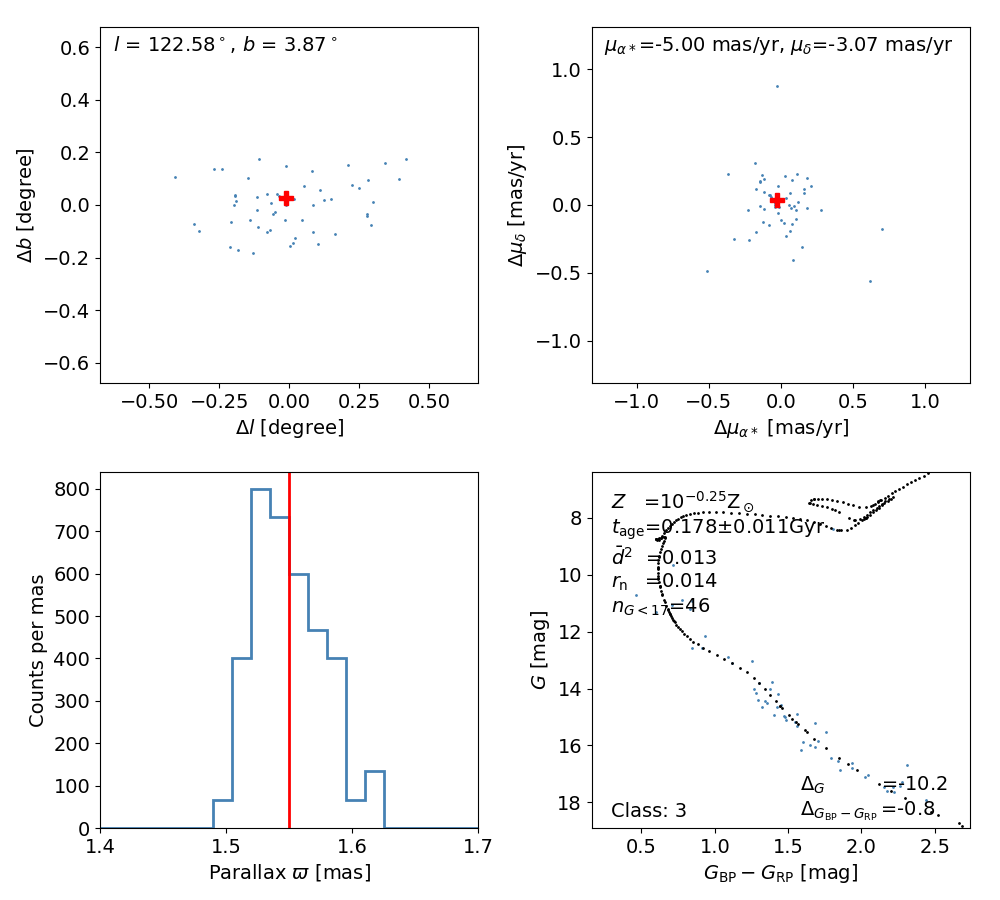 l = 122.58°, b = 3.87°
0.6
0.4
0.2
0.0
−0.2
−0.4
−0.6
Δb [degree]
−0.50 −0.25 0.00 0.25 0.50
Δl [degree]
μα*=-5.00 mas/yr, μδ=-3.07 mas/yr
1.0
0.5
0.0
−0.5
−1.0
Δμδ [mas/yr]
−1.0 −0.5 0.0 0.5 1.0
Δμα* [mas/yr]
800
700
600
500
400
300
200
100
0
Counts per mas
1.4 1.5 1.6 1.7
Parallax ϖ [mas]
Z =10^−0.25 Z⊙
t_age=0.178±0.011Gyr
d̄² =0.013
r_n =0.014
n_G<17=46
8
10
12
14
16
18
G [mag]
Δ_G =-10.2
Δ_GBP−GRP =-0.8
Class: 3
0.5 1.0 1.5 2.0 2.5
G_BP − G_RP [mag]